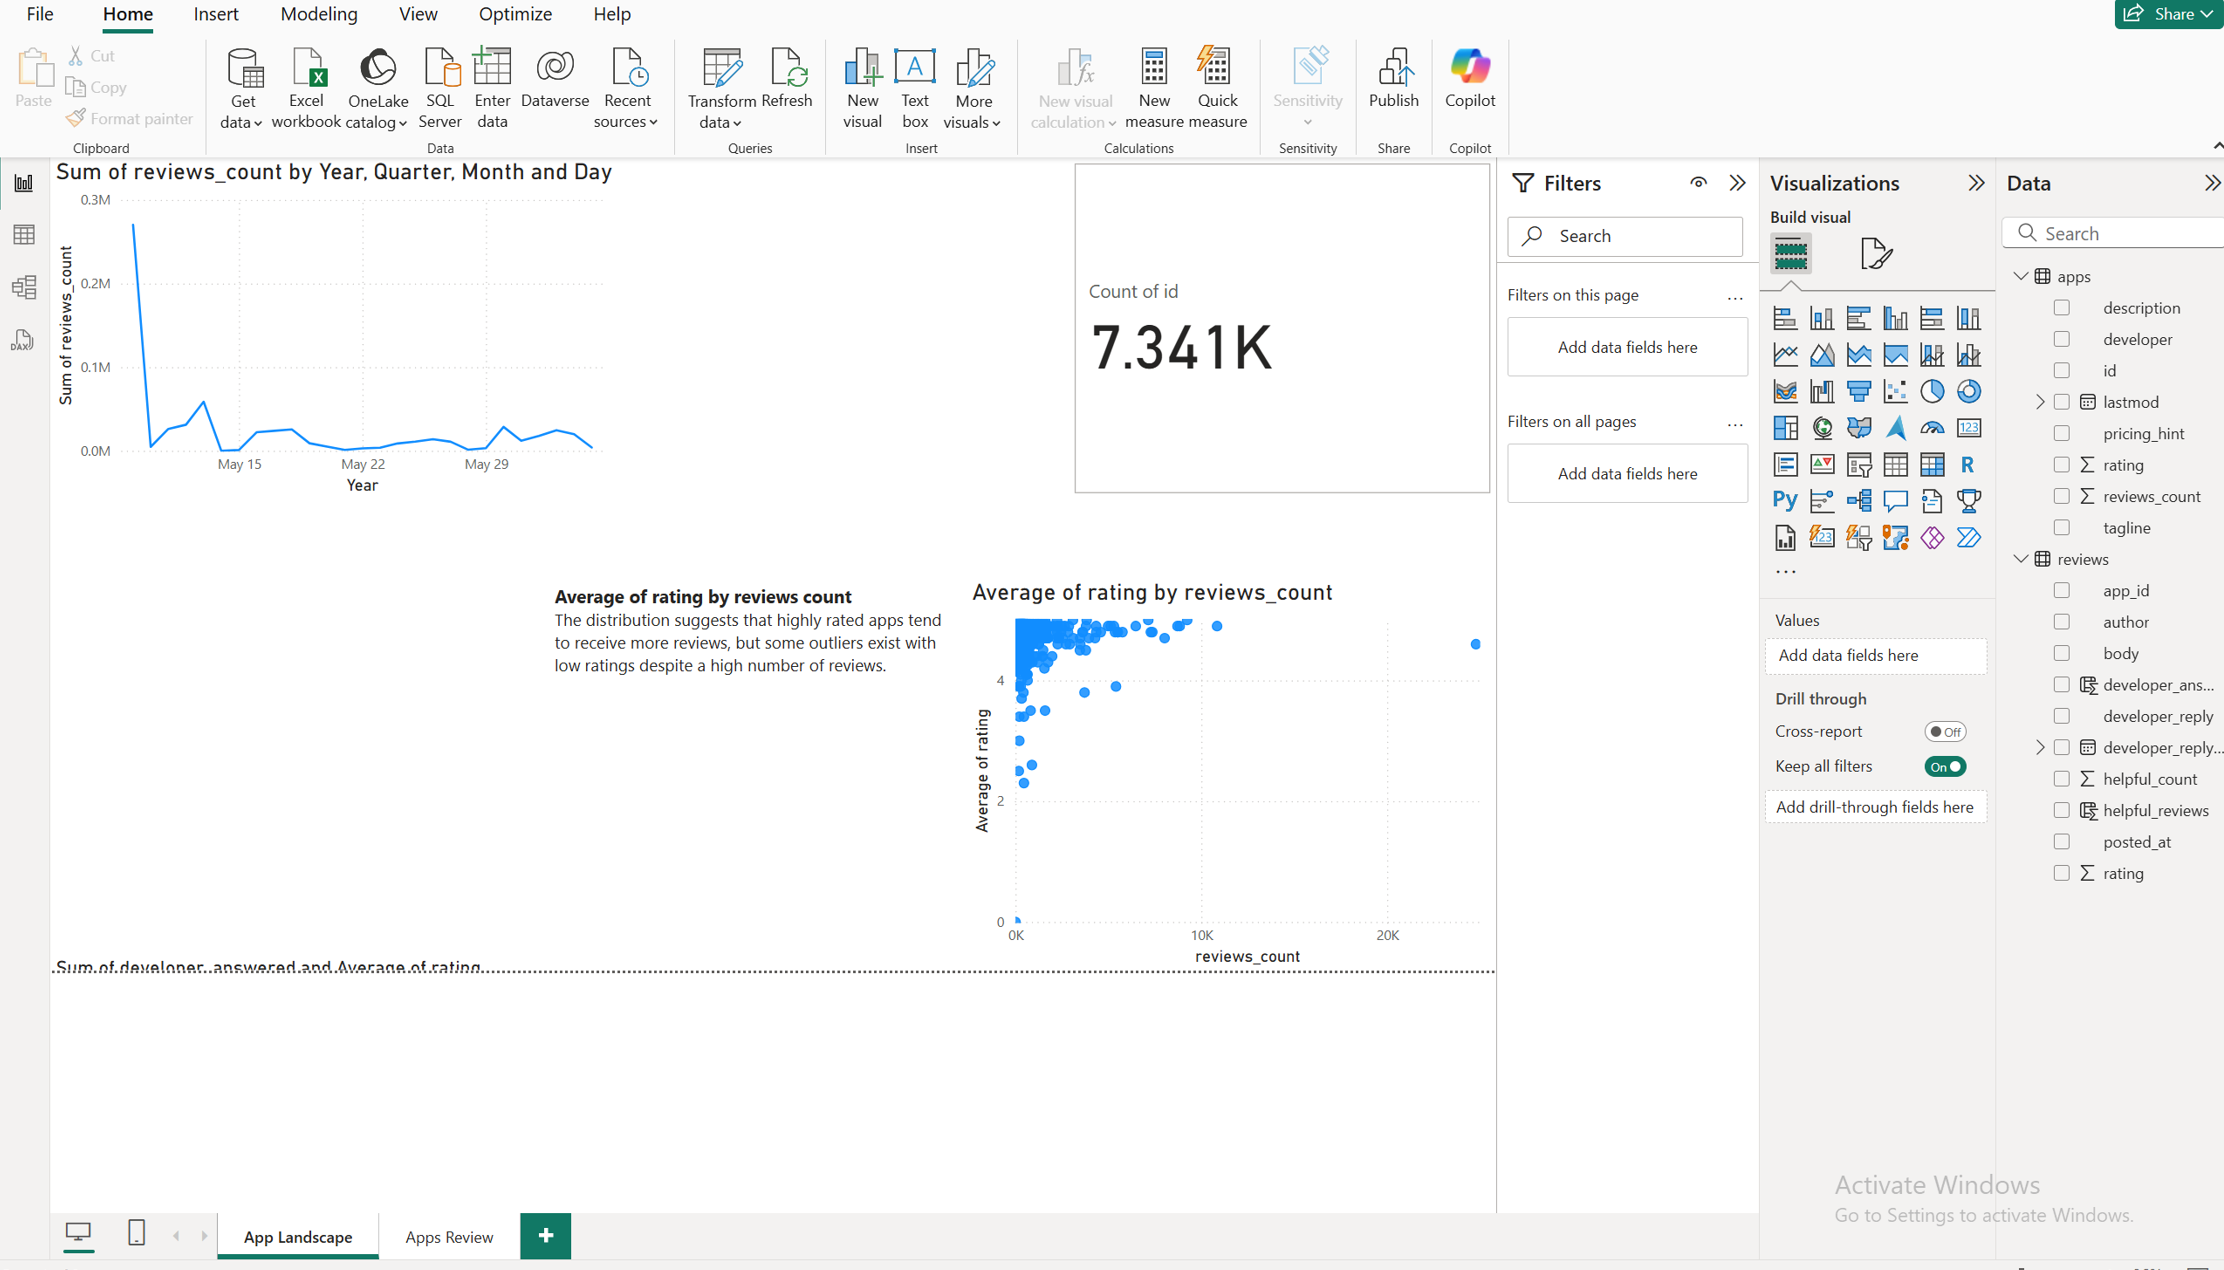 File Home Insert Modeling View Optimize Help
Share
Paste
Cut
Copy
Format painter
Clipboard
Get data
Excel workbook
OneLake catalog
SQL Server
Enter data
Dataverse
Recent sources
Data
Transform data
Refresh
Queries
New visual
Text box
More visuals
Insert
New visual calculation
New measure
Quick measure
Calculations
Sensitivity
Sensitivity
Publish
Share
Copilot
Copilot
Sum of reviews_count by Year, Quarter, Month and Day
Sum of reviews_count
0.3M
0.2M
0.1M
0.0M
May 15 May 22 May 29
Year
Count of id
7.341K
Average of rating by reviews count
The distribution suggests that highly rated apps tend
to receive more reviews, but some outliers exist with
low ratings despite a high number of reviews.
Average of rating by reviews_count
Average of rating
4
2
0
0K 10K 20K
reviews_count
Sum of developer_answered and Average of rating
Filters
Search
Filters on this page ...
Add data fields here
Filters on all pages ...
Add data fields here
Visualizations
Build visual
123
R
Py
123
...
Values
Add data fields here
Drill through
Cross-report Off
Keep all filters On
Add drill-through fields here
Data
Search
apps
description
developer
id
lastmod
pricing_hint
rating
reviews_count
tagline
reviews
app_id
author
body
developer_ans...
developer_reply
developer_reply...
helpful_count
helpful_reviews
posted_at
rating
DAX
Activate Windows
Go to Settings to activate Windows.
App Landscape Apps Review +